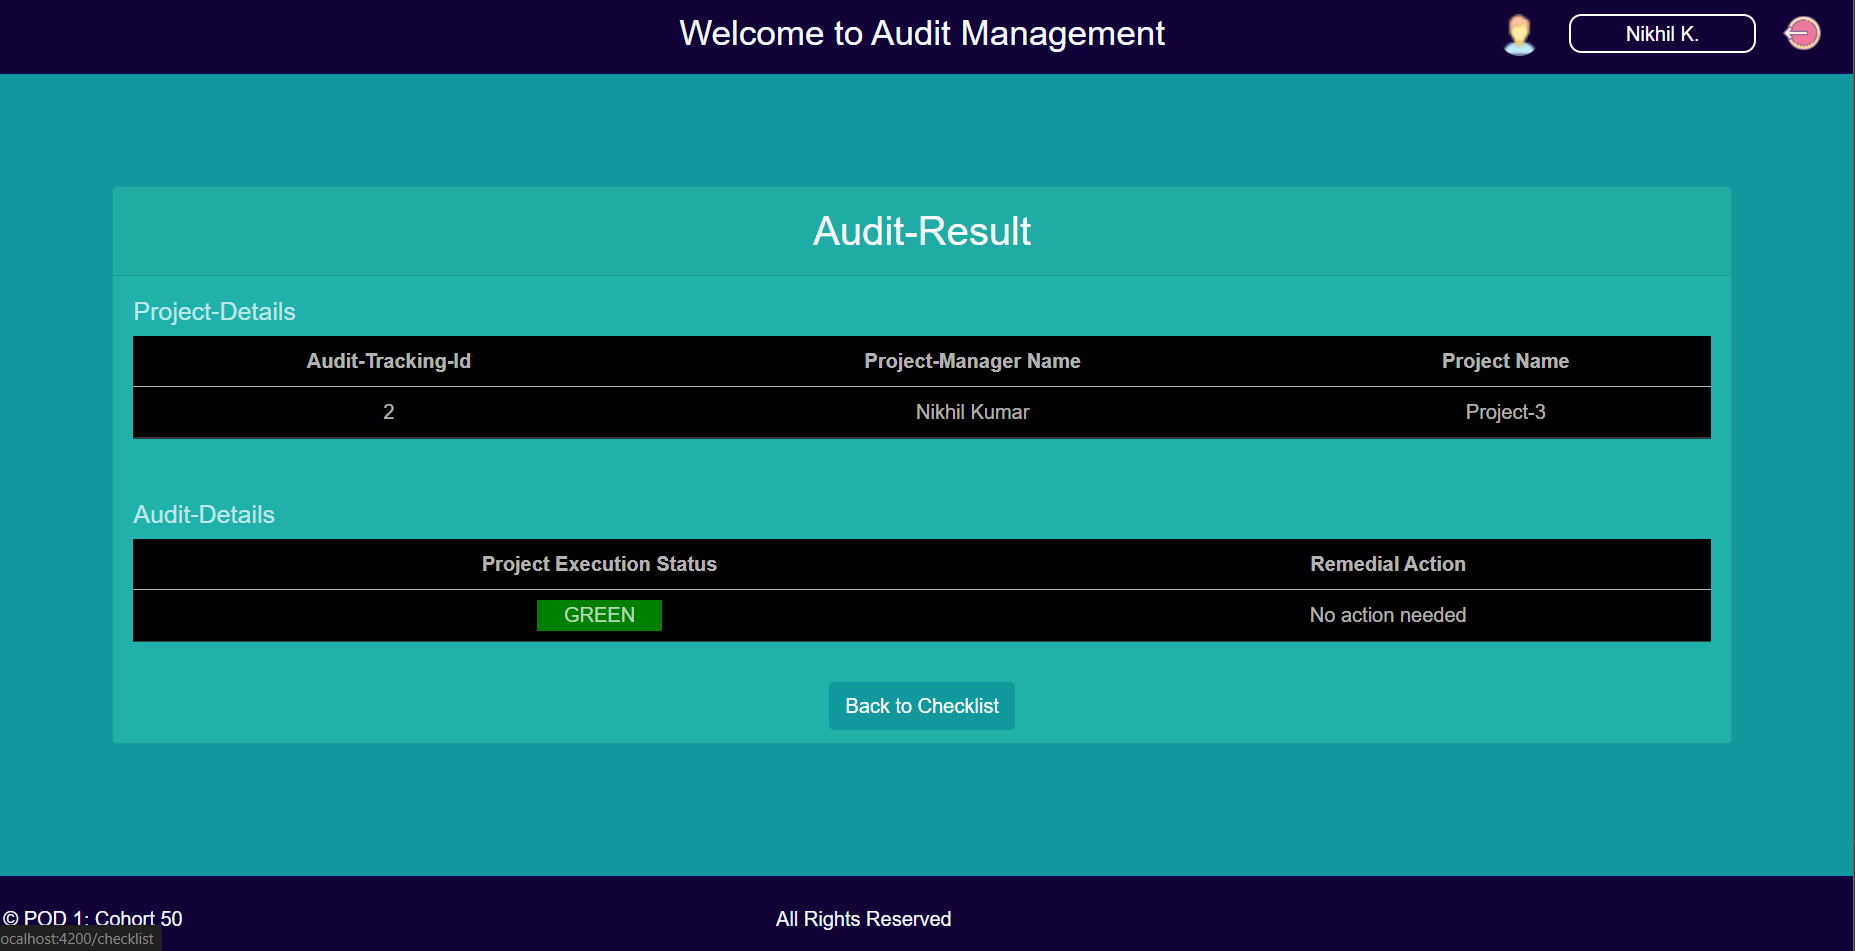 Welcome to Audit Management
Nikhil K.
Audit-Result
Project-Details
Audit-Tracking-Id Project-Manager Name Project Name
2 Nikhil Kumar Project-3
Audit-Details
Project Execution Status Remedial Action
GREEN No action needed
Back to Checklist
© POD 1: Cohort 50 All Rights Reserved
ocalhost:4200/checklist